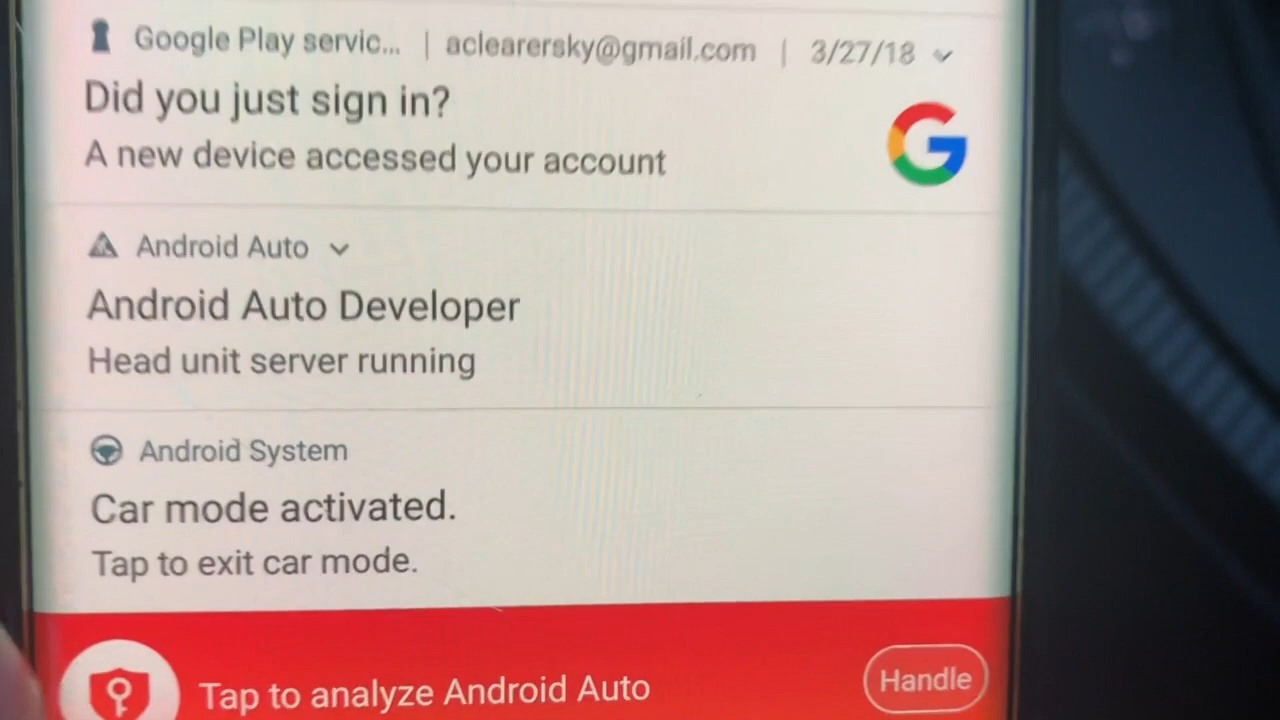 Google Play servic... | aclearersky@gmail.com | 3/27/18
Did you just sign in?
A new device accessed your account
Android Auto
Android Auto Developer
Head unit server running
Android System
Car mode activated.
Tap to exit car mode.
Tap to analyze Android Auto
Handle